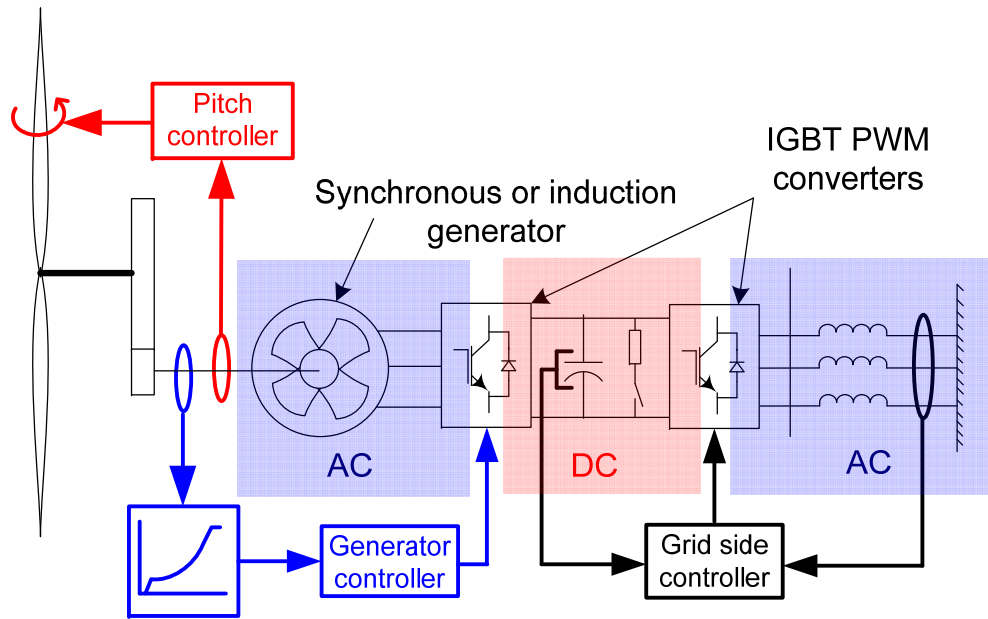 Pitch
controller
IGBT PWM
converters
Synchronous or induction
generator
AC
DC
AC
Generator
controller
Grid side
controller